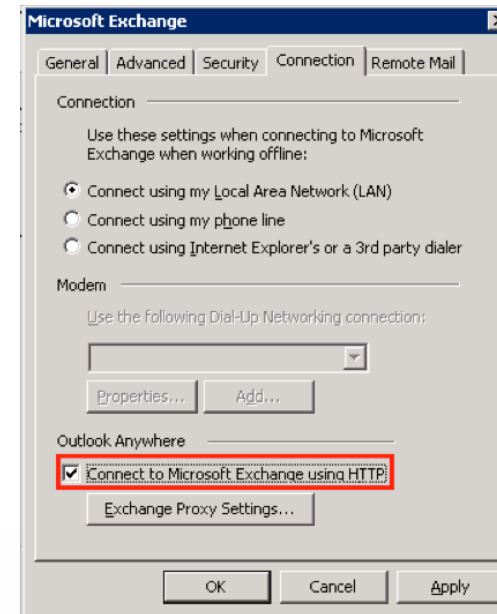 Microsoft Exchange
General Advanced Security Connection Remote Mail
Connection
Use these settings when connecting to Microsoft
Exchange when working offline:
Connect using my Local Area Network (LAN)
Connect using my phone line
Connect using Internet Explorer's or a 3rd party dialer
Modem
Use the following Dial-Up Networking connection:
Properties... Add...
Outlook Anywhere
Connect to Microsoft Exchange using HTTP
Exchange Proxy Settings...
OK Cancel Apply